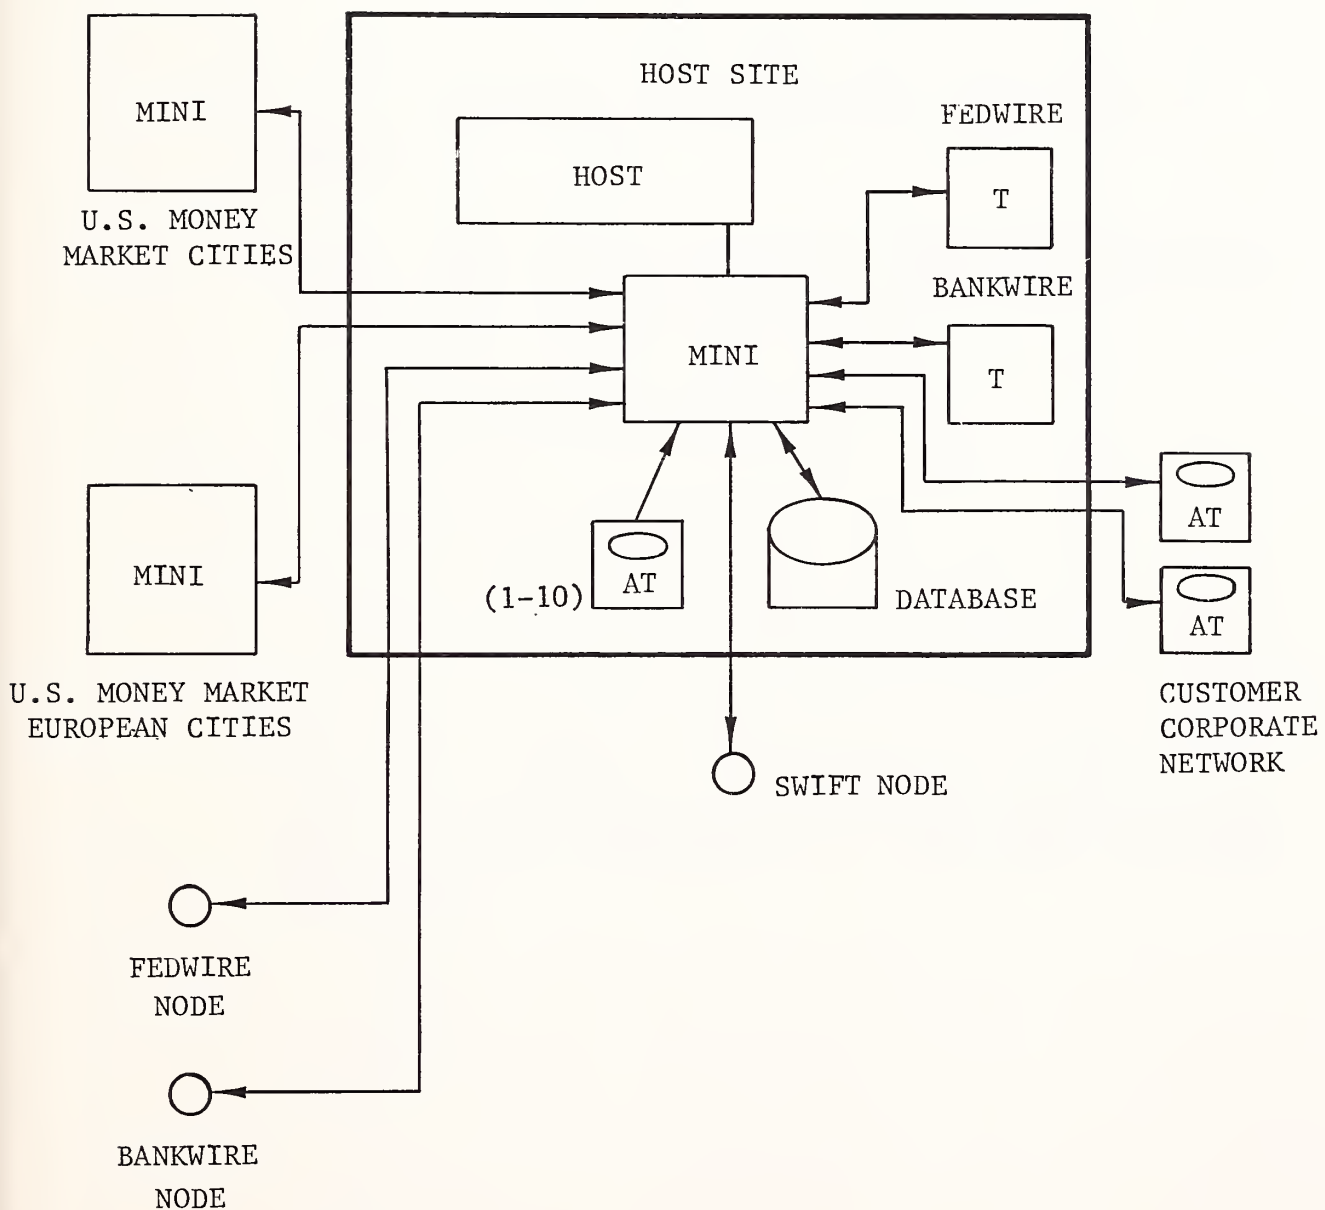 HOST SITE
MINI
FEDWIRE
HOST
T
U.S. MONEY
MARKET CITIES
BANKWIRE
MINI
T
MINI
(1-10)
AT
DATABASE
AT
AT
U.S. MONEY MARKET
EUROPEAN CITIES
CUSTOMER
CORPORATE
NETWORK
SWIFT NODE
FEDWIRE
NODE
BANKWIRE
NODE